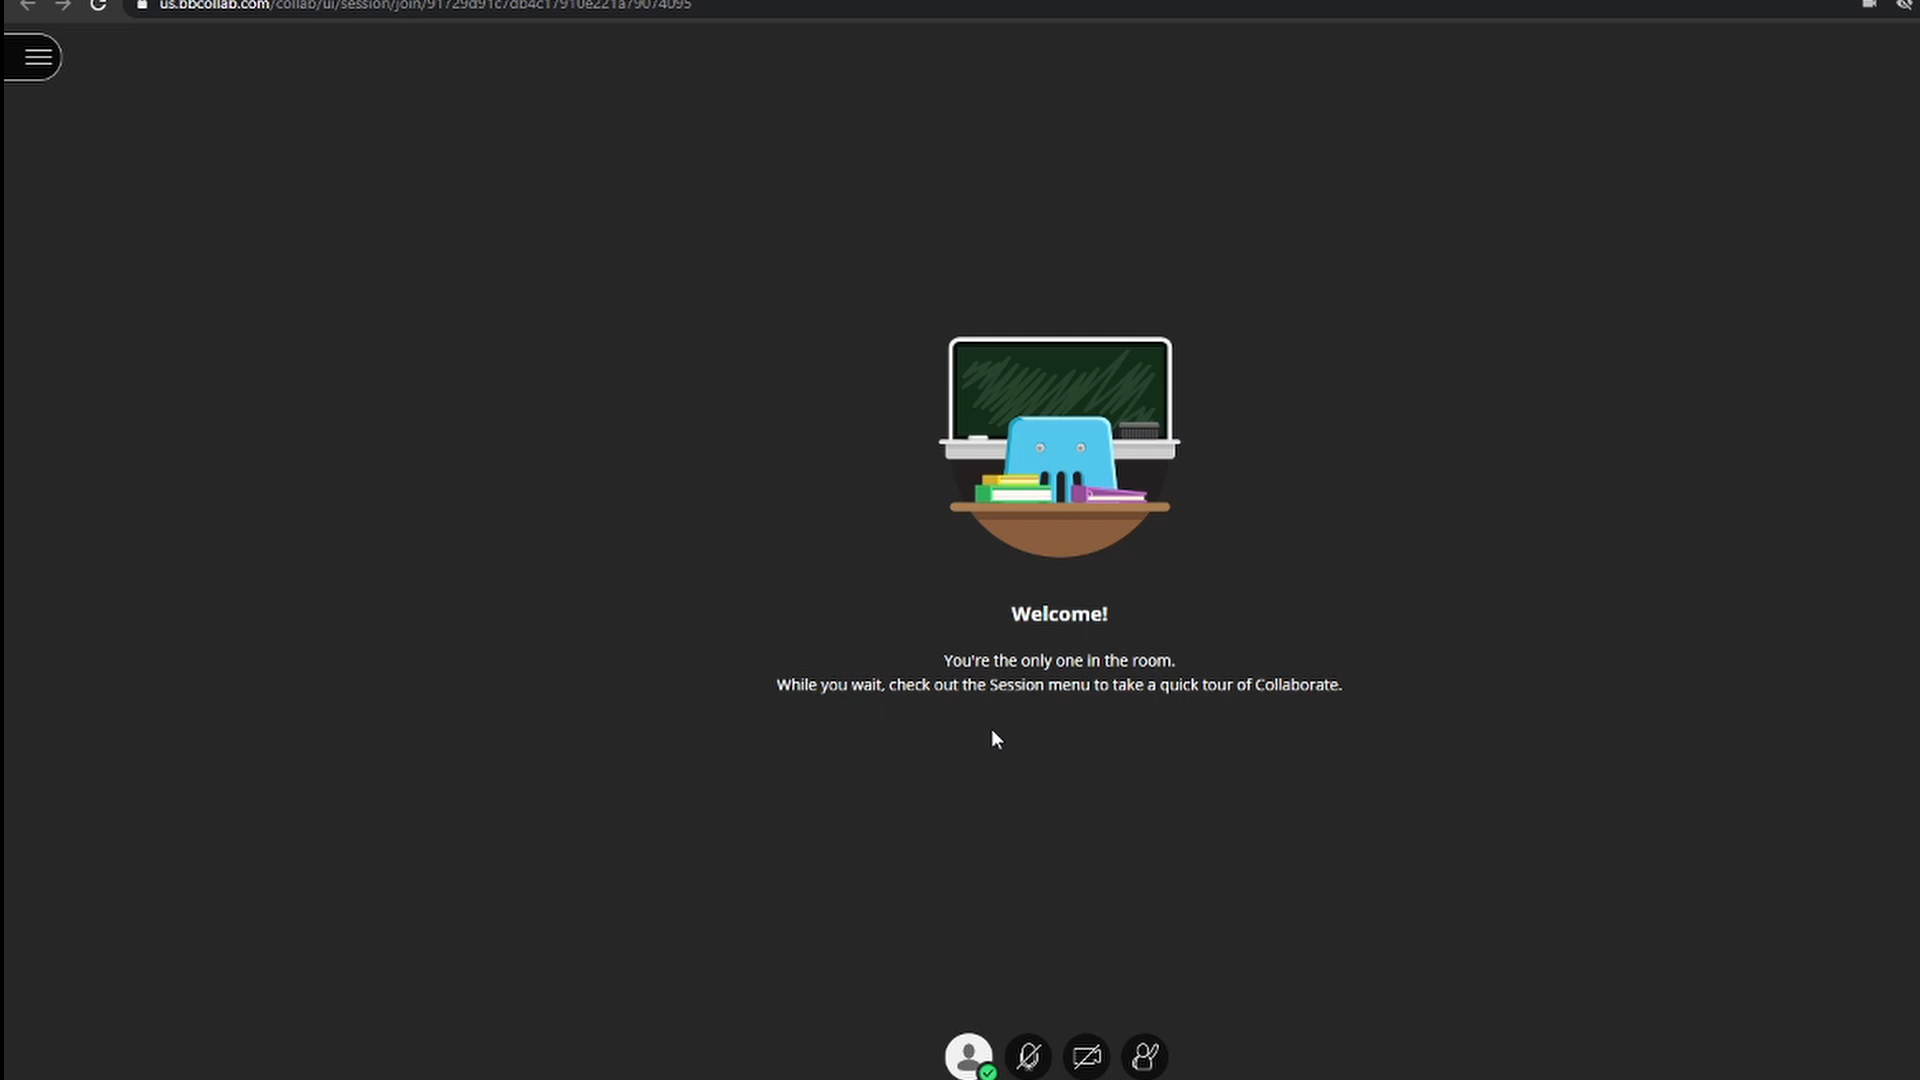 us.bbcollab.com/collab/ui/session/join/91729d91c7db4c17910e221a79074095
Welcome!
You're the only one in the room.
While you wait, check out the Session menu to take a quick tour of Collaborate.